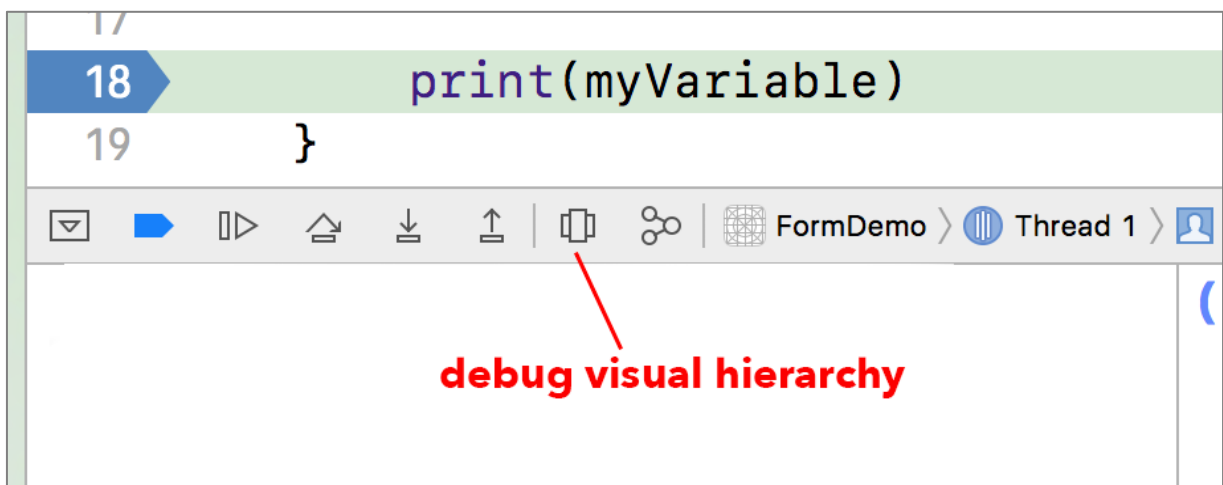 17
18 print(myVariable)
19 }
FormDemo Thread 1
(
debug visual hierarchy